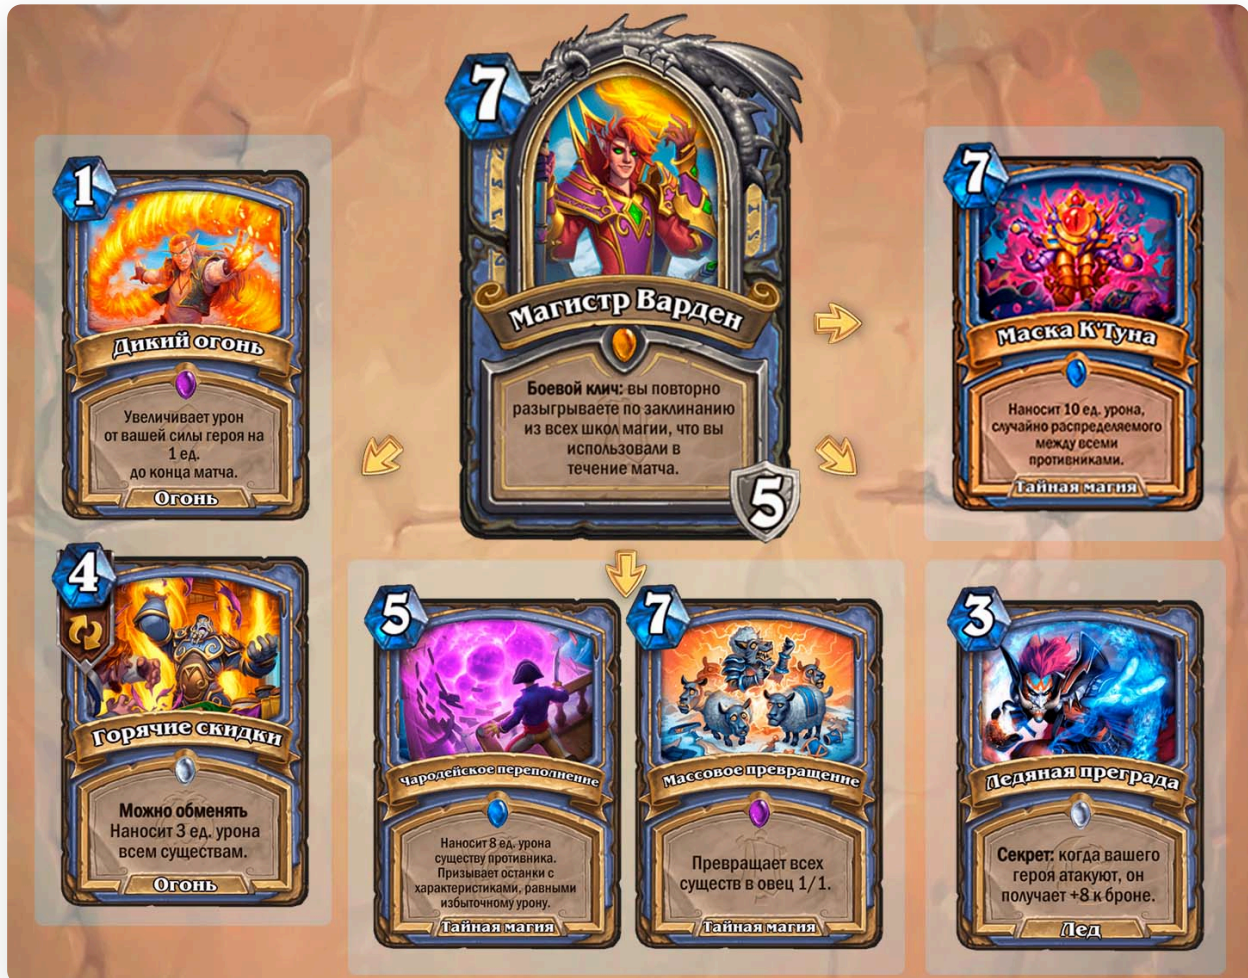 7
Магистр Варден
Боевой клич: вы повторно
разыгрываете по заклинанию
из всех школ магии, что вы
использовали в
течение матча.
5
1
Дикий огонь
Увеличивает урон
от вашей силы героя на
1 ед.
до конца матча.
Огонь
4
Горячие скидки
Можно обменять
Наносит 3 ед. урона
всем существам.
Огонь
5
Чародейское переполнение
Наносит 8 ед. урона
существу противника.
Призывает останки с
характеристиками, равными
избыточному урону.
Тайная магия
7
Массовое превращение
Превращает всех
существ в овец 1/1.
Тайная магия
7
Маска К'Туна
Наносит 10 ед. урона,
случайно распределяемого
между всеми
противниками.
Тайная магия
3
Ледяная преграда
Секрет: когда вашего
героя атакуют, он
получает +8 к броне.
Лед